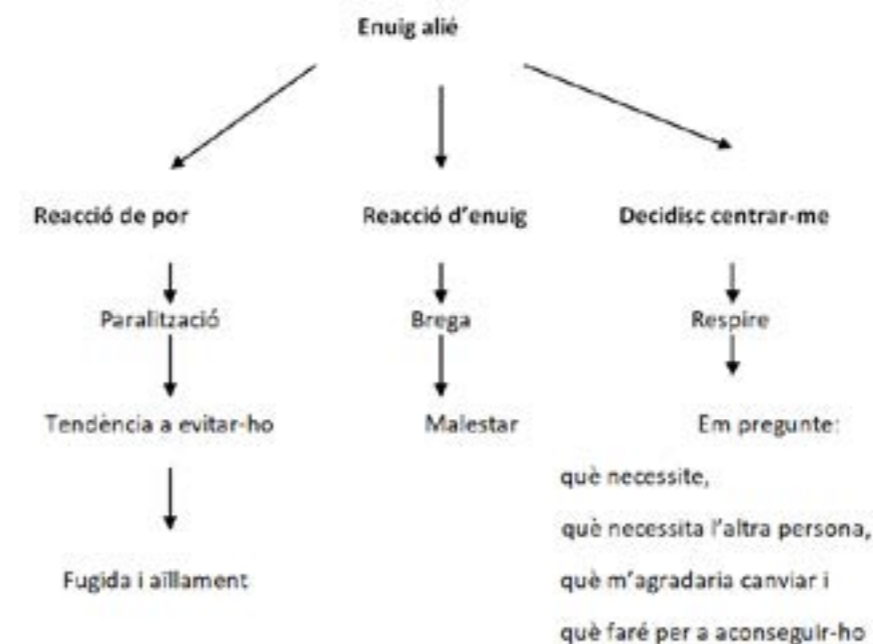 Enuig alié
Reacció de por
Reacció d'enuig
Decidisc centrar-me
Paralització
Brega
Respire
Tendència a evitar-ho
Malestar
Em pregunte:
què necessite,
què necessita l'altra persona,
Fugida i aïllament
què m'agradaria canviar i
què faré per a aconseguir-ho